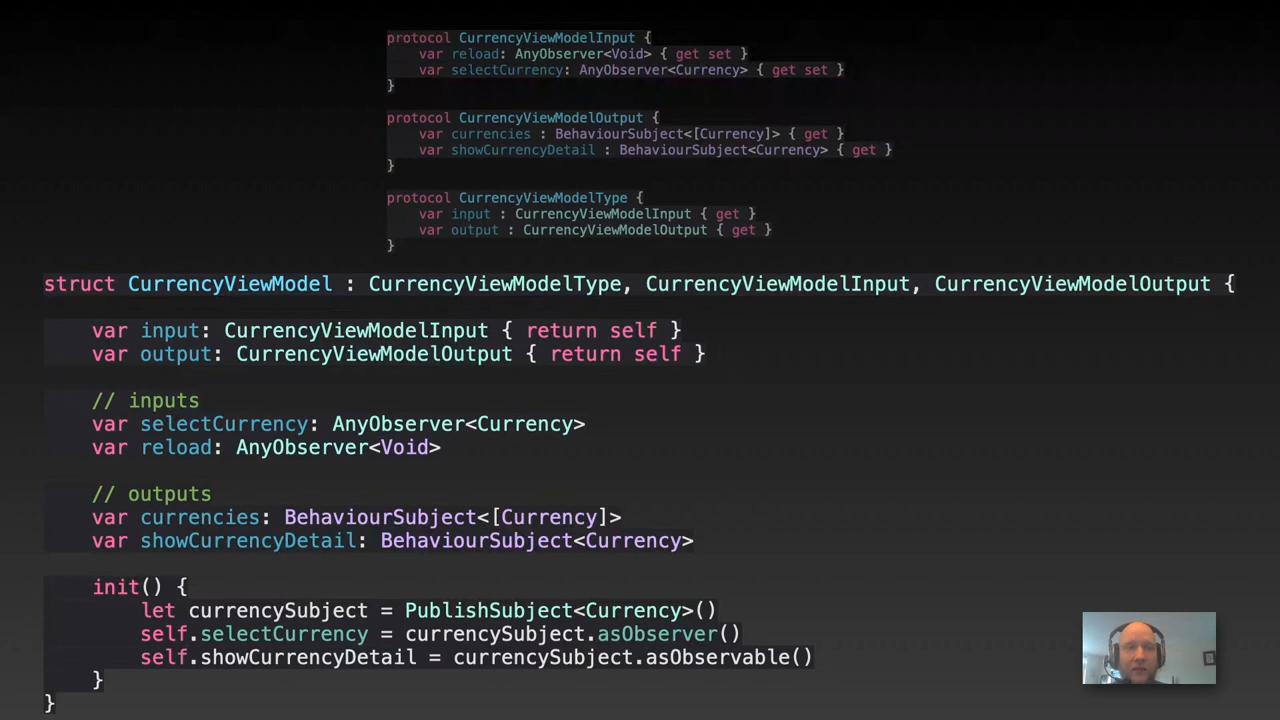 protocol CurrencyViewModelInput {
var reload: AnyObserver<Void> { get set }
var selectCurrency: AnyObserver<Currency> { get set }
}
protocol CurrencyViewModelOutput {
var currencies : BehaviourSubject<[Currency]> { get }
var showCurrencyDetail : BehaviourSubject<Currency> { get }
}
protocol CurrencyViewModelType {
var input : CurrencyViewModelInput { get }
var output : CurrencyViewModelOutput { get }
}
struct CurrencyViewModel : CurrencyViewModelType, CurrencyViewModelInput, CurrencyViewModelOutput {
var input: CurrencyViewModelInput { return self }
var output: CurrencyViewModelOutput { return self }
// inputs
var selectCurrency: AnyObserver<Currency>
var reload: AnyObserver<Void>
// outputs
var currencies: BehaviourSubject<[Currency]>
var showCurrencyDetail: BehaviourSubject<Currency>
init() {
let currencySubject = PublishSubject<Currency>()
self.selectCurrency = currencySubject.asObserver()
self.showCurrencyDetail = currencySubject.asObservable()
}
}